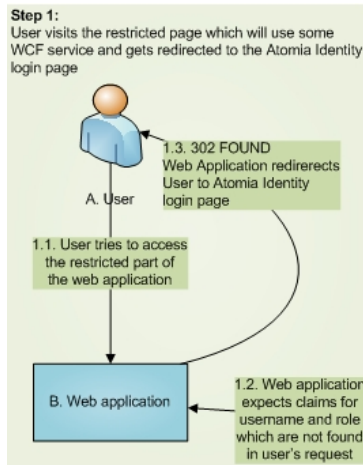 Step 1:
User visits the restricted page which will use some
WCF service and gets redirected to the Atomia Identity
login page
1.3. 302 FOUND
Web Application redirerects
User to Atomia Identity
login page
A. User
1.1. User tries to access
the restricted part of
the web application
B. Web application
1.2. Web application
expects claims for
username and role
which are not found
in user's request